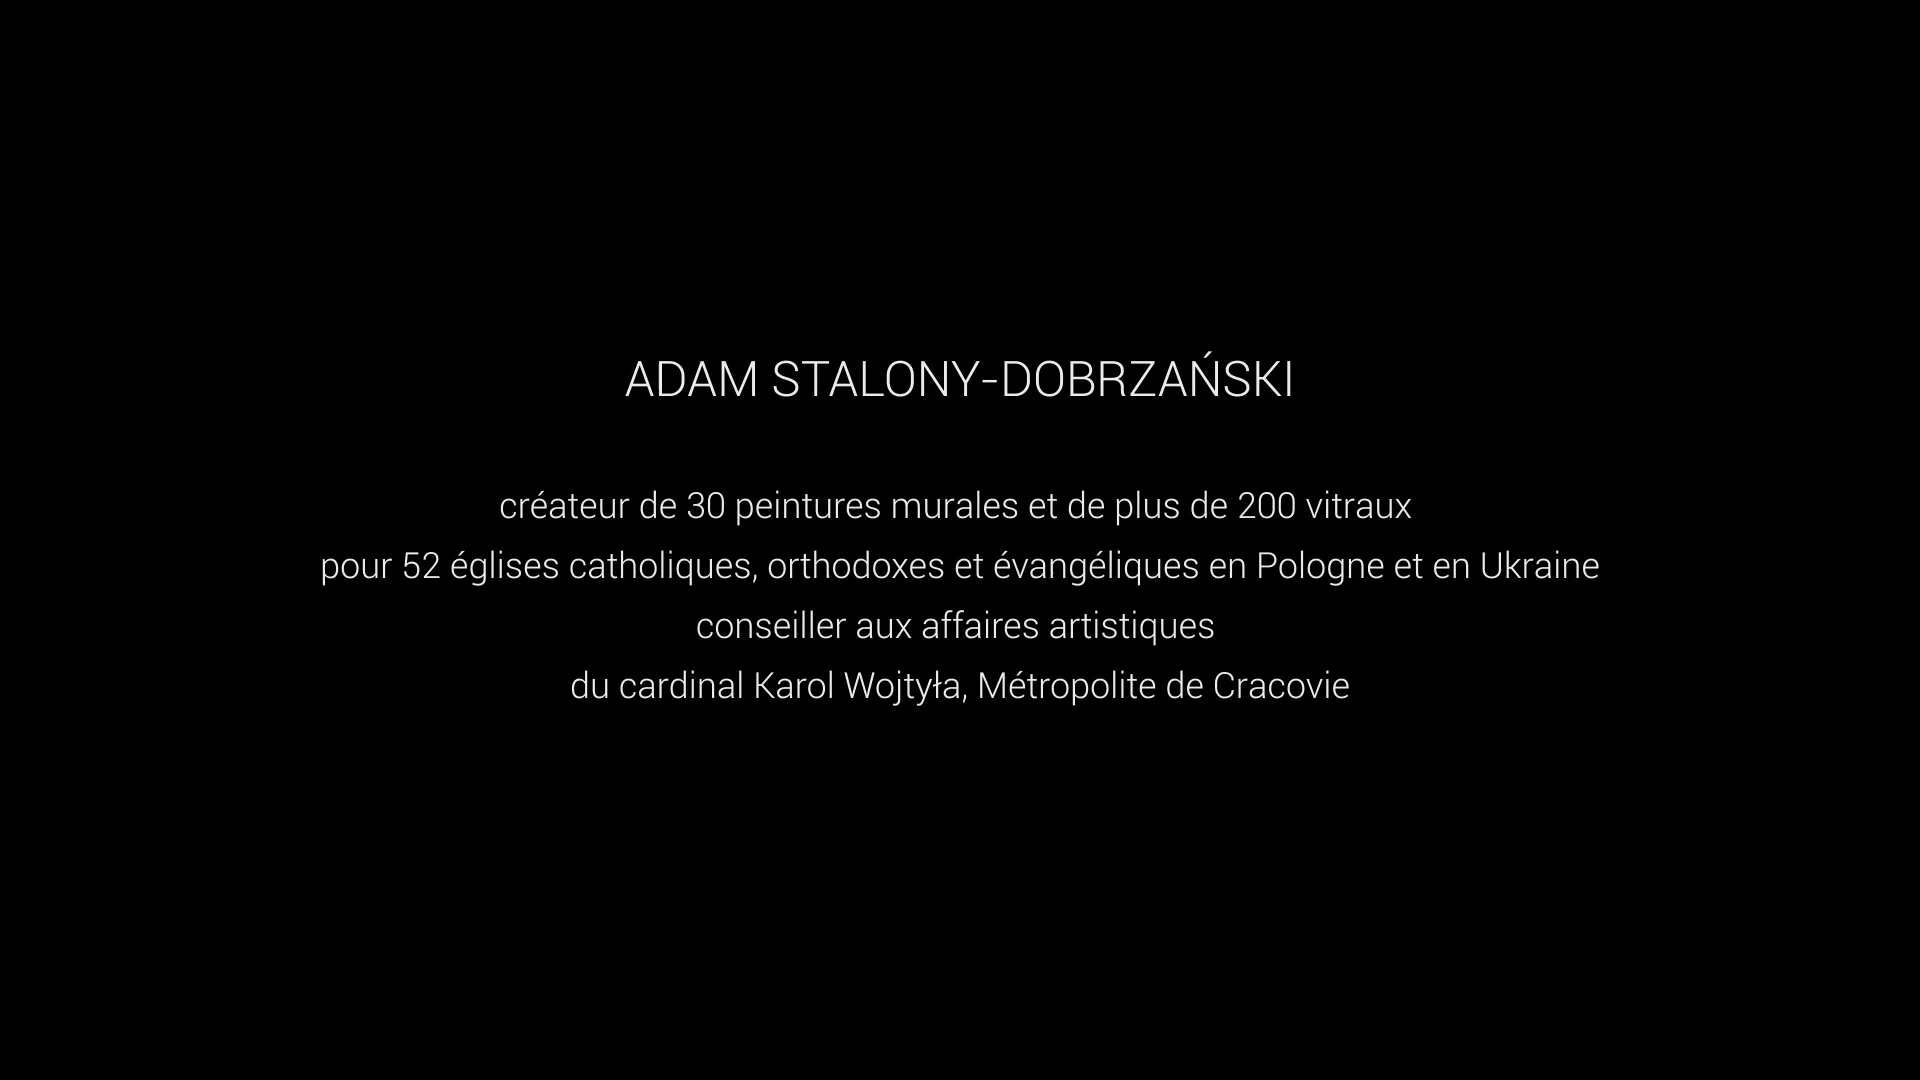 ADAM STALONY-DOBRZAŃSKI
créateur de 30 peintures murales et de plus de 200 vitraux
pour 52 églises catholiques, orthodoxes et évangéliques en Pologne et en Ukraine
conseiller aux affaires artistiques
du cardinal Karol Wojtyła, Métropolite de Cracovie